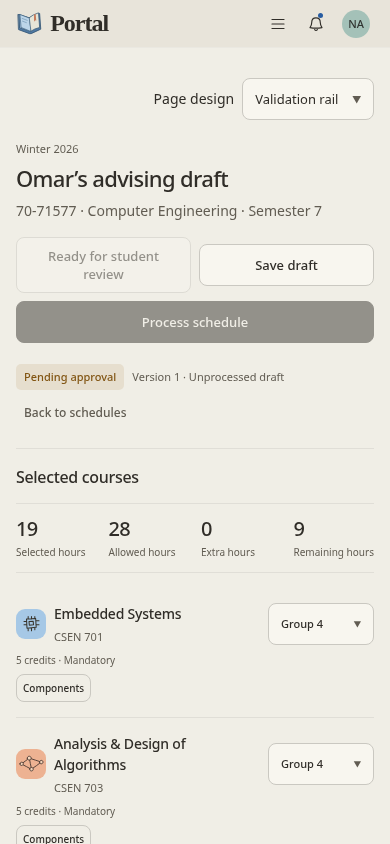 Portal
NA
Page design
Validation rail
Winter 2026
Omar’s advising draft
70-71577 · Computer Engineering · Semester 7
Ready for student
review
Save draft
Process schedule
Pending approval
Version 1 · Unprocessed draft
Back to schedules
Selected courses
19
28
0
9
Selected hours
Allowed hours
Extra hours
Remaining hours
Embedded Systems
CSEN 701
Group 4
5 credits · Mandatory
Components
Analysis & Design of
Algorithms
CSEN 703
Group 4
5 credits · Mandatory
Components